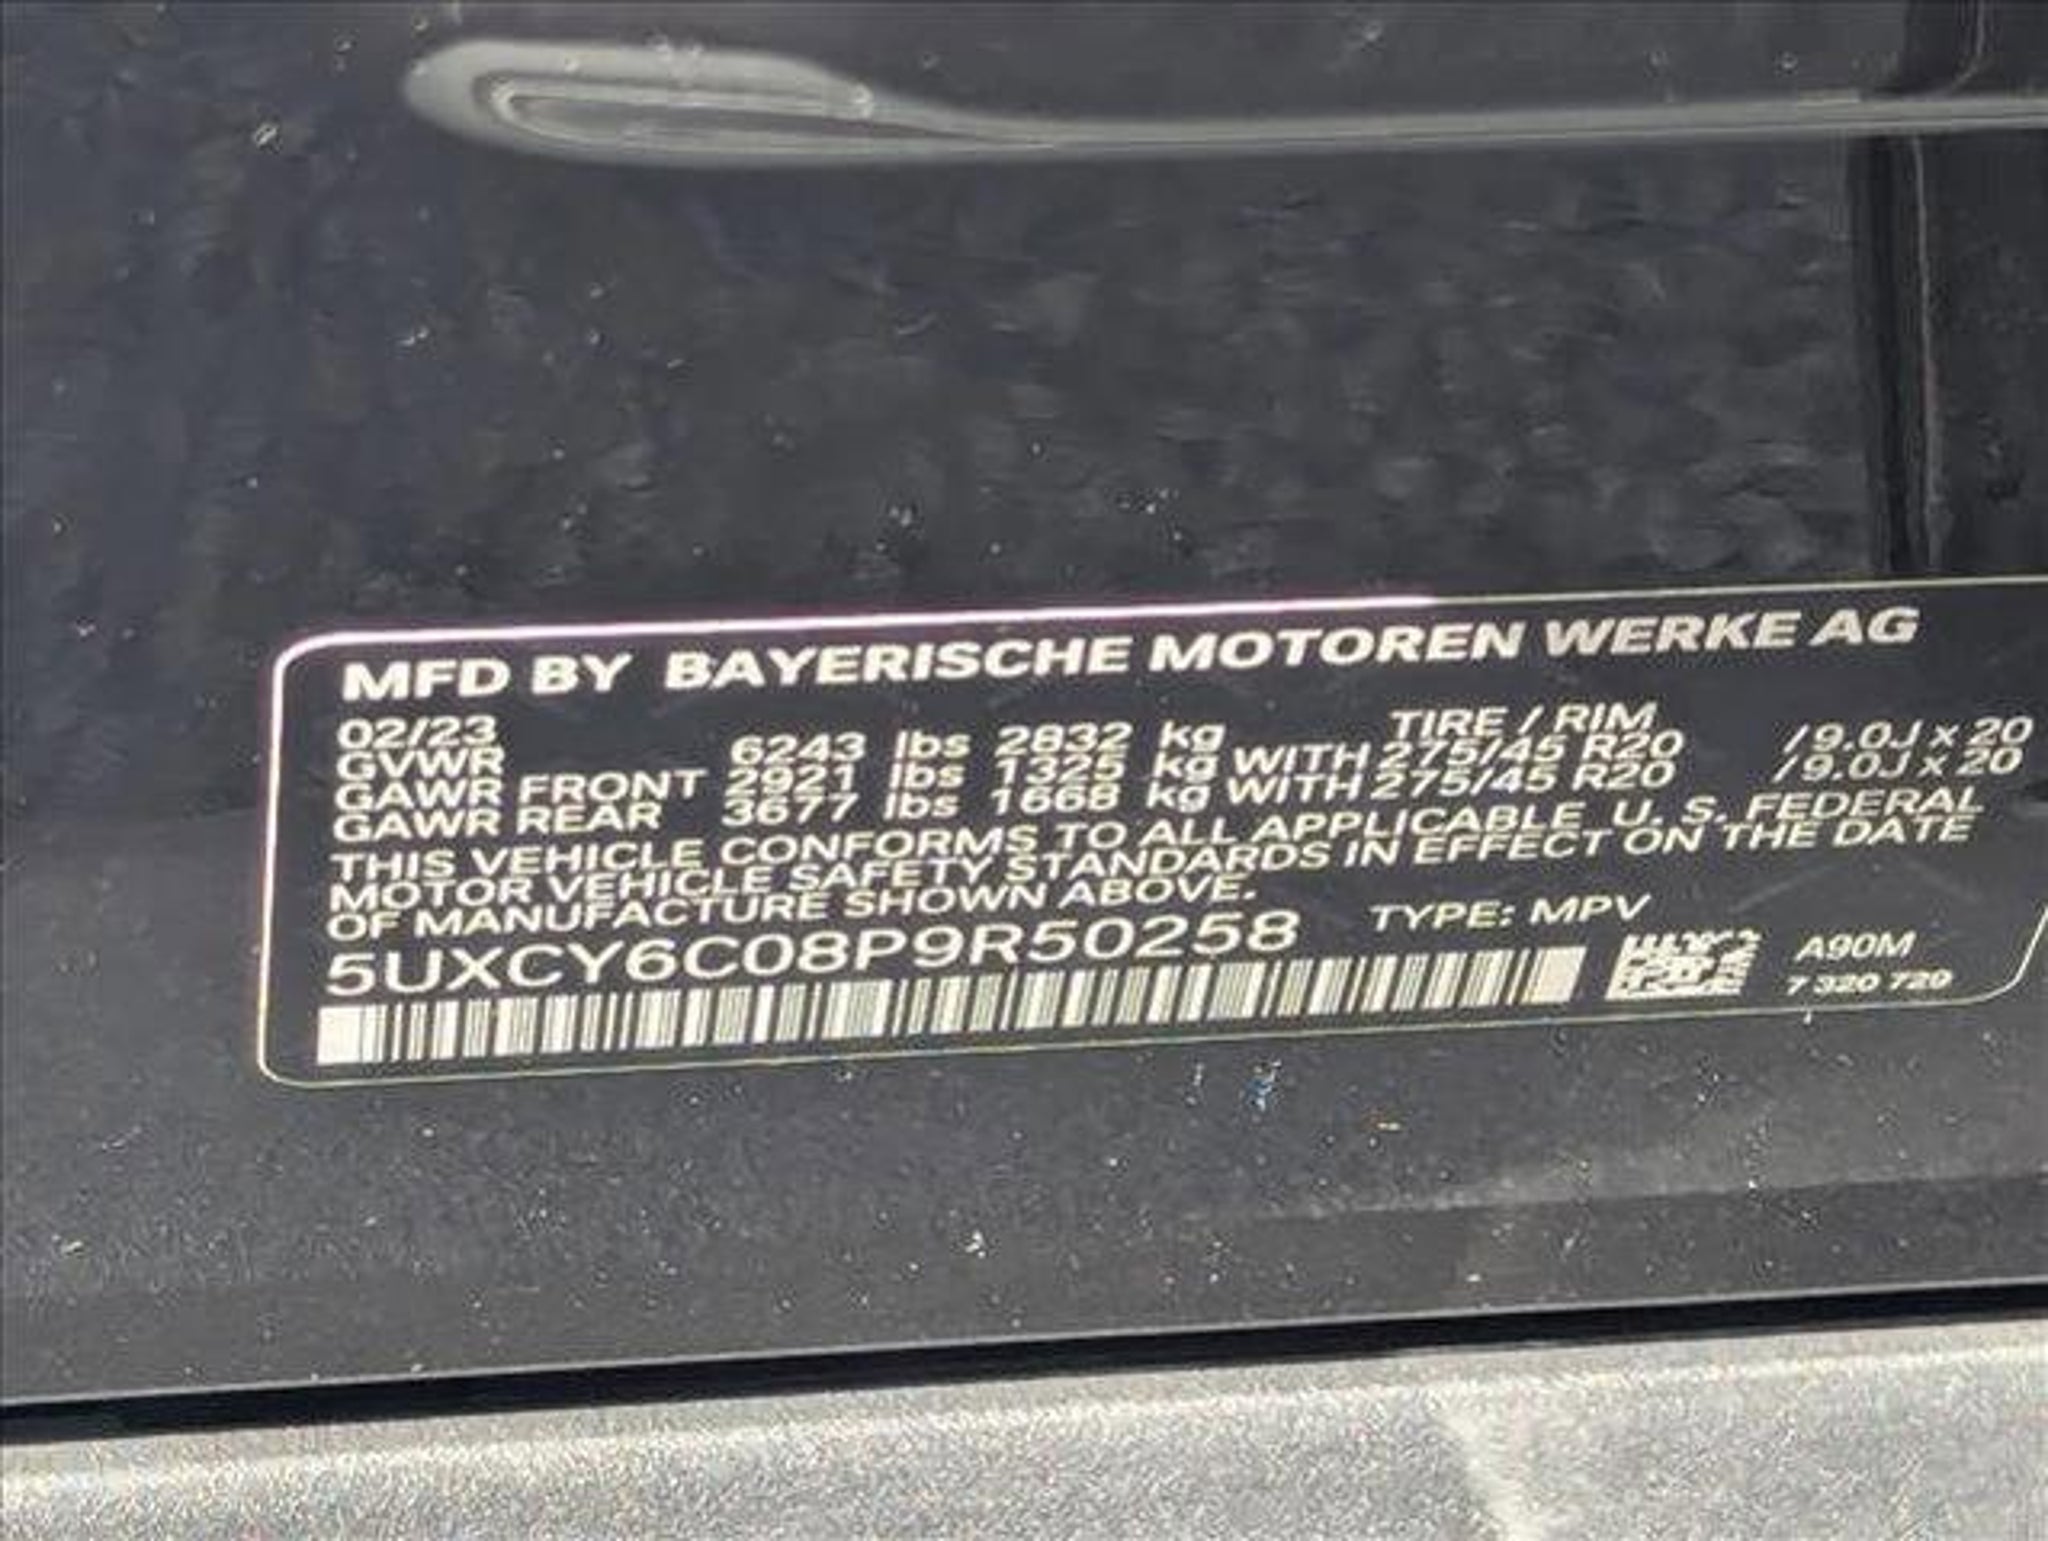 MFD BY BAYERISCHE MOTOREN WERKE AG
02/23 TIRE / RIM
GVWR 6243 lbs 2832 kg
GAWR FRONT 2921 lbs 1325 kg WITH 275/45 R20 / 9.0J x 20
GAWR REAR 3677 lbs 1668 kg WITH 275/45 R20 / 9.0J x 20
THIS VEHICLE CONFORMS TO ALL APPLICABLE U. S. FEDERAL
MOTOR VEHICLE SAFETY STANDARDS IN EFFECT ON THE DATE
OF MANUFACTURE SHOWN ABOVE.
TYPE: MPV
5UXCY6C08P9R50258
A90M
7 320 729